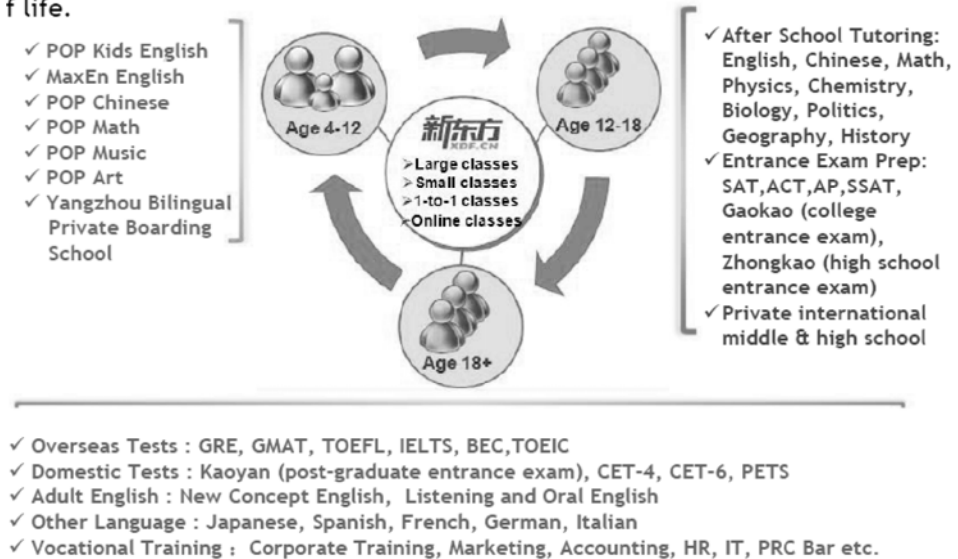 f life.
✓ POP Kids English
✓ MaxEn English
✓ POP Chinese
✓ POP Math
✓ POP Music
✓ POP Art
✓ Yangzhou Bilingual
Private Boarding
School
Age 4-12
Age 12-18
新东方
XDF.CN
➢Large classes
➢Small classes
➢1-to-1 classes
➢Online classes
Age 18+
✓ After School Tutoring:
English, Chinese, Math,
Physics, Chemistry,
Biology, Politics,
Geography, History
✓ Entrance Exam Prep:
SAT,ACT,AP,SSAT,
Gaokao (college
entrance exam),
Zhongkao (high school
entrance exam)
✓ Private international
middle & high school
✓ Overseas Tests : GRE, GMAT, TOEFL, IELTS, BEC,TOEIC
✓ Domestic Tests : Kaoyan (post-graduate entrance exam), CET-4, CET-6, PETS
✓ Adult English : New Concept English, Listening and Oral English
✓ Other Language : Japanese, Spanish, French, German, Italian
✓ Vocational Training : Corporate Training, Marketing, Accounting, HR, IT, PRC Bar etc.